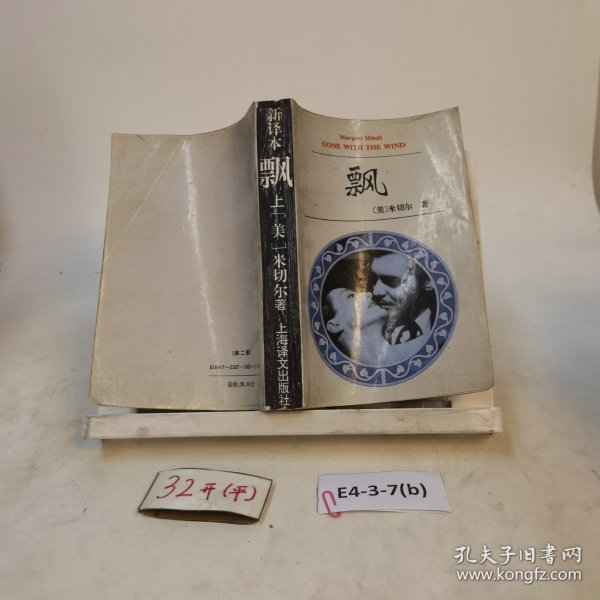 新译本
飘
上
[美]米切尔著
上海译文出版社
GONE WITH THE WIND
飘
〔美〕米切尔 著
〔共二册〕
32开(平)
E4-3-7(b)
孔夫子旧书网
www.kongfz.com